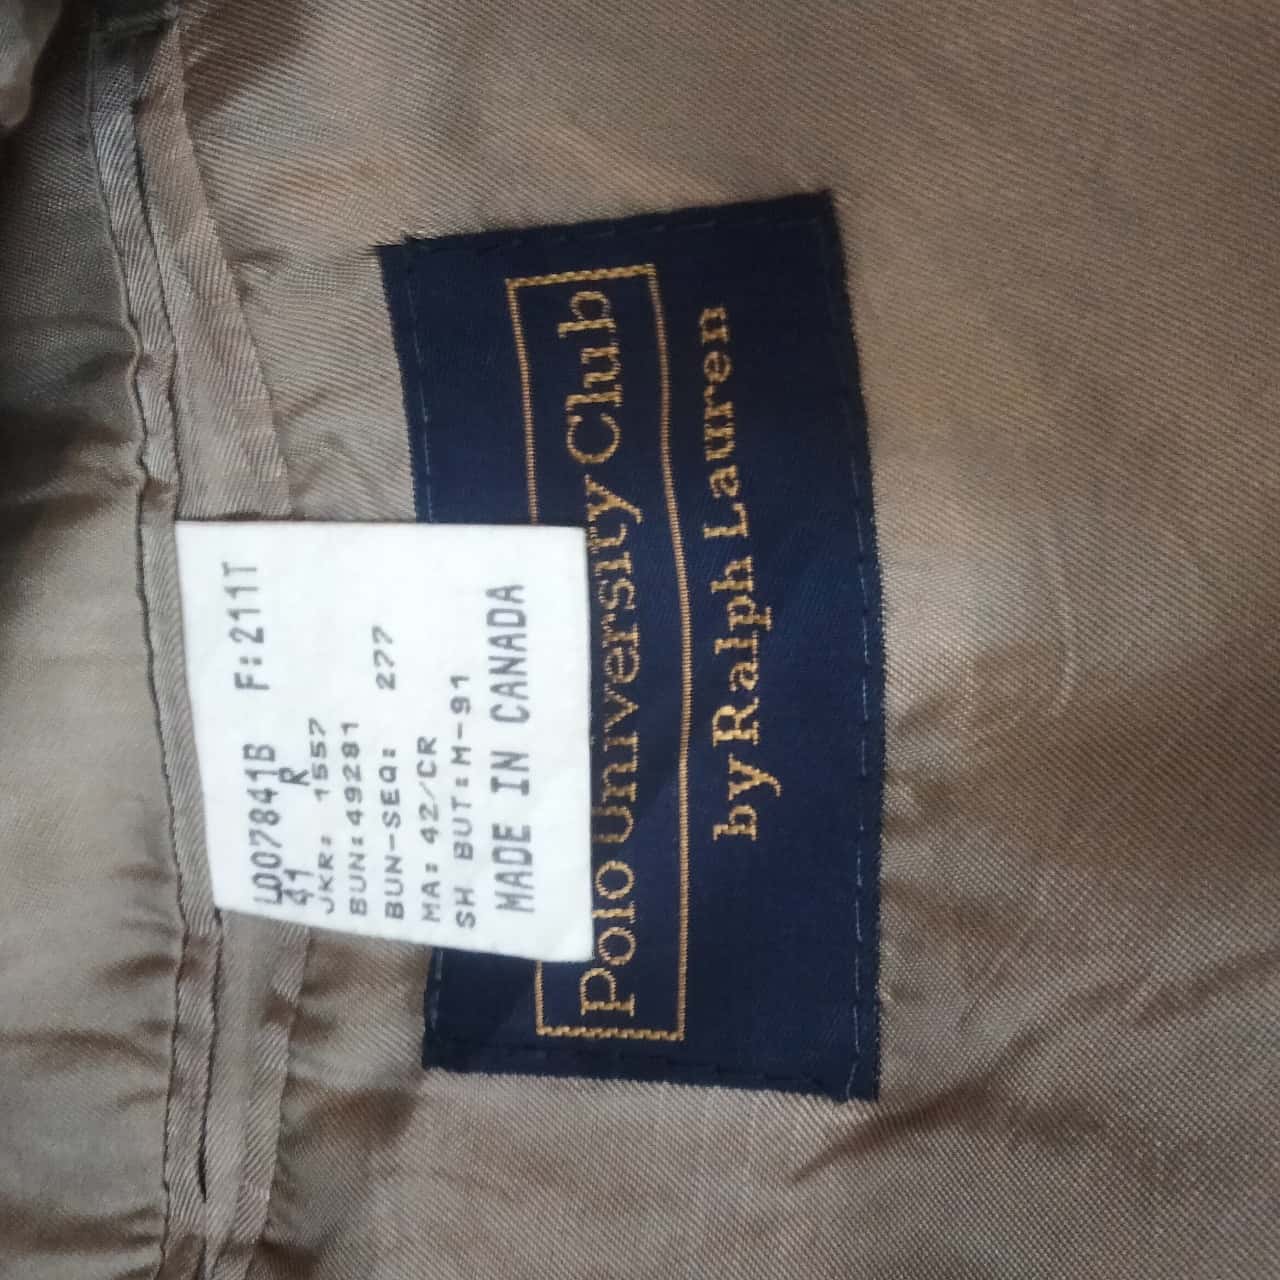 LOO7841B F:211T
41 R
JKR: 1557
BUN:49281
BUN-SEQ: 277
MA: 42/CR
SH BUT:M-91
MADE IN CANADA
Polo University Club
by Ralph Lauren